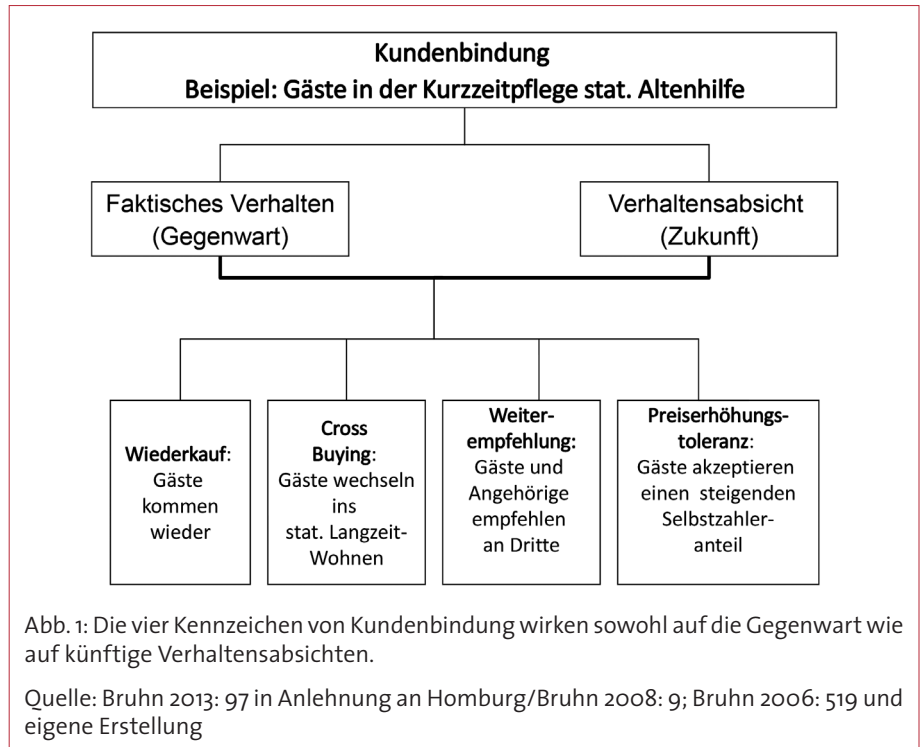 Kundenbindung
Beispiel: Gäste in der Kurzzeitpflege stat. Altenhilfe
Faktisches Verhalten
(Gegenwart)
Verhaltensabsicht
(Zukunft)
Wiederkauf:
Gäste
kommen
wieder
Cross
Buying:
Gäste wechseln
ins
stat. Langzeit-
Wohnen
Weiter-
empfehlung:
Gäste und
Angehörige
empfehlen
an Dritte
Preiserhöhungs-
toleranz:
Gäste akzeptieren
einen steigenden
Selbstzahler-
anteil
Abb. 1: Die vier Kennzeichen von Kundenbindung wirken sowohl auf die Gegenwart wie
auf künftige Verhaltensabsichten.
Quelle: Bruhn 2013: 97 in Anlehnung an Homburg/Bruhn 2008: 9; Bruhn 2006: 519 und
eigene Erstellung